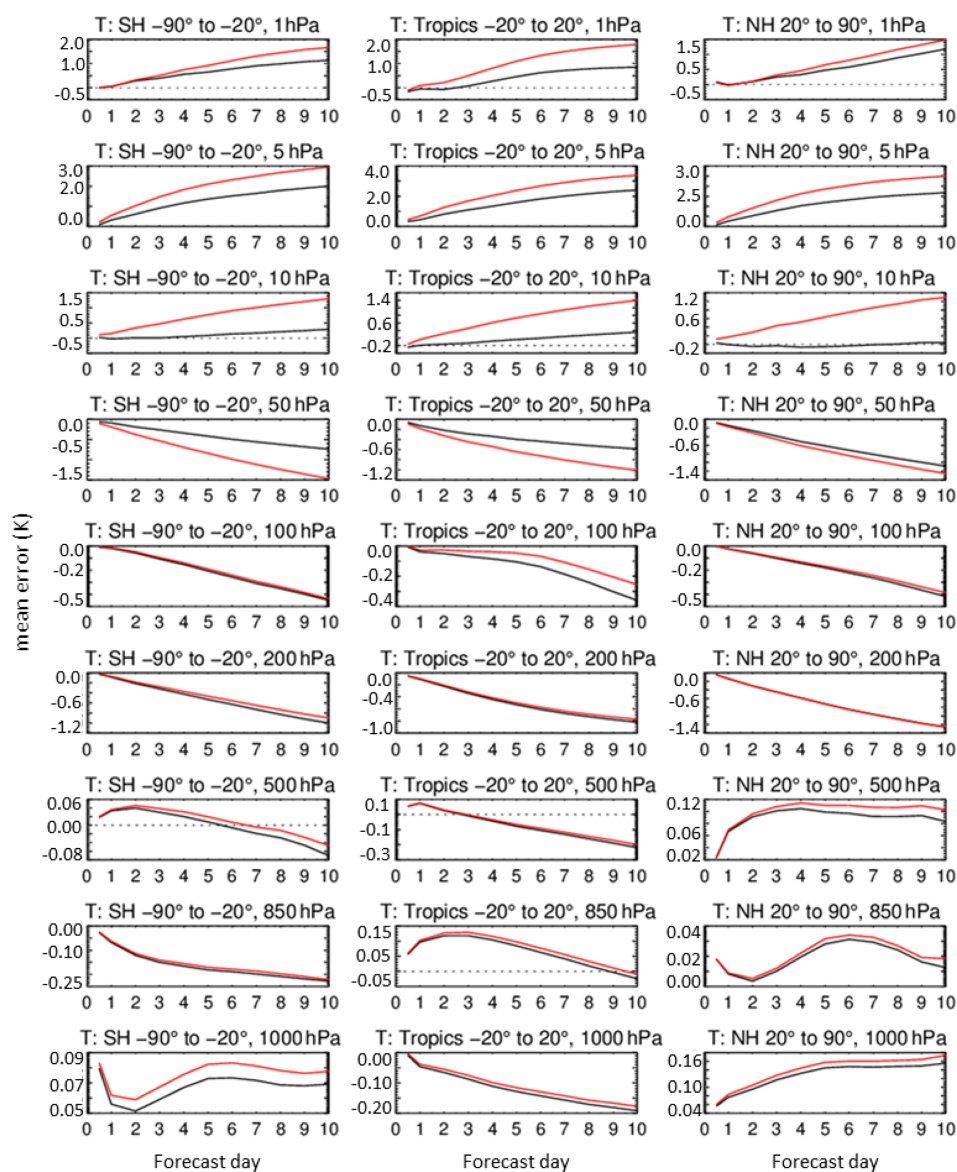 T: SH −90° to −20°, 1hPa T: Tropics −20° to 20°, 1hPa T: NH 20° to 90°, 1hPa
2.0 2.0
1.5
1.0 1.0
0.5
-0.5 -0.5 -0.5
0 1 2 3 4 5 6 7 8 9 10 0 1 2 3 4 5 6 7 8 9 10 0 1 2 3 4 5 6 7 8 9 10
T: SH −90° to −20°, 5 hPa T: Tropics −20° to 20°, 5 hPa T: NH 20° to 90°, 5 hPa
3.0 4.0 3.0
2.0 2.0 2.5
0.0 0.0 0.0
0 1 2 3 4 5 6 7 8 9 10 0 1 2 3 4 5 6 7 8 9 10 0 1 2 3 4 5 6 7 8 9 10
T: SH −90° to −20°, 10 hPa T: Tropics −20° to 20°, 10 hPa T: NH 20° to 90°, 10 hPa
1.5 1.4 1.2
0.5 0.6 0.6
-0.5 -0.2 -0.2
0 1 2 3 4 5 6 7 8 9 10 0 1 2 3 4 5 6 7 8 9 10 0 1 2 3 4 5 6 7 8 9 10
T: SH −90° to −20°, 50 hPa T: Tropics −20° to 20°, 50 hPa T: NH 20° to 90°, 50 hPa
0.0 0.0 0.0
-0.5 -0.6 -0.6
-1.5 -1.2 -1.4
0 1 2 3 4 5 6 7 8 9 10 0 1 2 3 4 5 6 7 8 9 10 0 1 2 3 4 5 6 7 8 9 10
mean error (K)
T: SH −90° to −20°, 100 hPa T: Tropics −20° to 20°, 100 hPa T: NH 20° to 90°, 100 hPa
0.0 0.0 0.0
-0.2 -0.2 -0.2
-0.5 -0.4 -0.5
0 1 2 3 4 5 6 7 8 9 10 0 1 2 3 4 5 6 7 8 9 10 0 1 2 3 4 5 6 7 8 9 10
T: SH −90° to −20°, 200 hPa T: Tropics −20° to 20°, 200 hPa T: NH 20° to 90°, 200 hPa
0.0 0.0 0.0
-0.6 -0.4 -0.6
-1.2 -1.0 -1.4
0 1 2 3 4 5 6 7 8 9 10 0 1 2 3 4 5 6 7 8 9 10 0 1 2 3 4 5 6 7 8 9 10
T: SH −90° to −20°, 500 hPa T: Tropics −20° to 20°, 500 hPa T: NH 20° to 90°, 500 hPa
0.06 0.1 0.12
0.00 -0.1 0.06
-0.08 -0.3 0.02
0 1 2 3 4 5 6 7 8 9 10 0 1 2 3 4 5 6 7 8 9 10 0 1 2 3 4 5 6 7 8 9 10
T: SH −90° to −20°, 850 hPa T: Tropics −20° to 20°, 850 hPa T: NH 20° to 90°, 850 hPa
0.00 0.15 0.04
-0.10 0.05 0.02
-0.25 -0.05 0.00
0 1 2 3 4 5 6 7 8 9 10 0 1 2 3 4 5 6 7 8 9 10 0 1 2 3 4 5 6 7 8 9 10
T: SH −90° to −20°, 1000 hPa T: Tropics −20° to 20°, 1000 hPa T: NH 20° to 90°, 1000 hPa
0.09 0.00 0.16
0.07 -0.10 0.10
0.05 -0.20 0.04
0 1 2 3 4 5 6 7 8 9 10 0 1 2 3 4 5 6 7 8 9 10 0 1 2 3 4 5 6 7 8 9 10
Forecast day Forecast day Forecast day